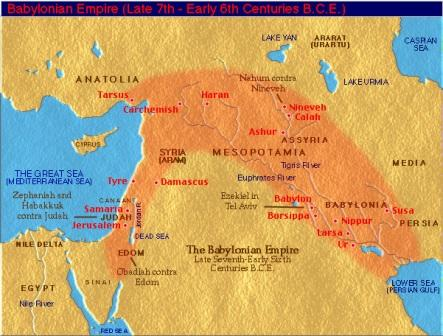 Babylonian Empire (Late 7th - Early 6th Centuries B.C.E.)
LAKE YAN
ARARAT
(URARTU)
CASPIAN
SEA
ANATOLIA
Nahum contra
Nineveh
LAKE URMIA
Tarsus
Carchemish
Haran
Nineveh
Calah
Ashur
ASSYRIA
CYPRUS
SYRIA
(ARAM)
MESOPOTAMIA
MEDIA
Tigris River
THE GREAT SEA
(MEDITERRANEAN SEA)
Euphrates River
Tyre
Damascus
Zephaniah and
Habakkuk
contra Judah
CANAAN
Samaria
JUDAH
Jerusalem
Jordan R.
Ezekiel in
Tel Aviv
Babylon
Borsippa
BABYLONIA
Nippur
Susa
Larsa
Ur
PERSIA
DEAD SEA
NILE DELTA
EDOM
Obadiah contra
Edom
The Babylonian Empire
Late Seventh-Early Sixth
Centuries B.C.E.
SINAI
EGYPT
Nile River
LOWER SEA
(PERSIAN GULF)
RED SEA